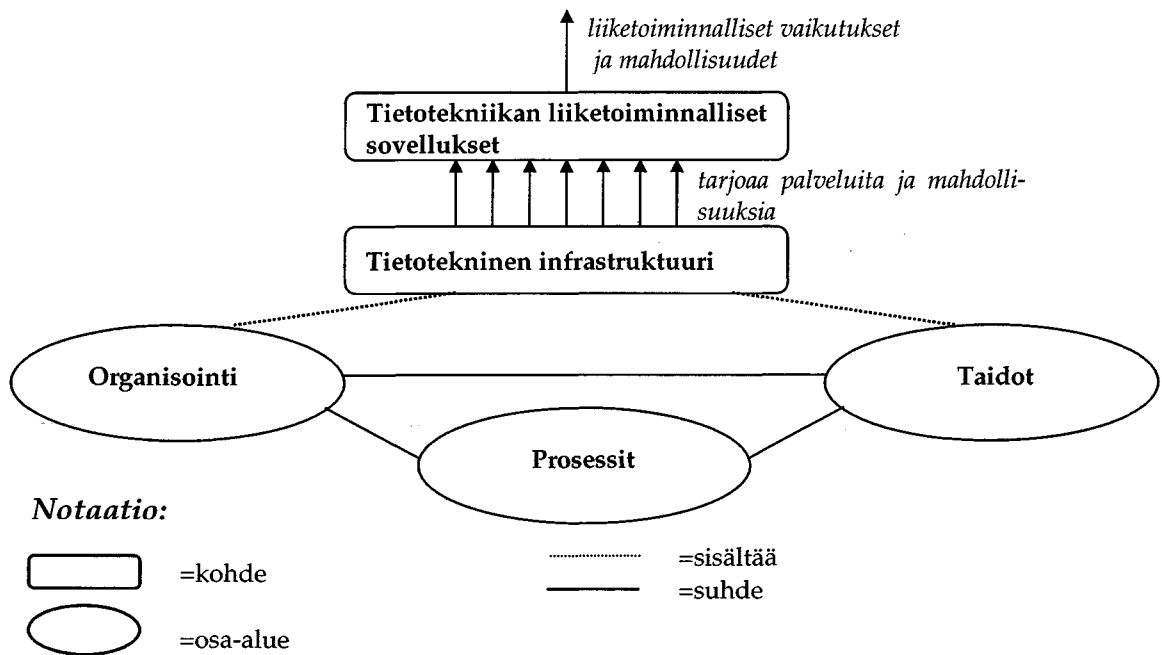 liiketoiminnalliset vaikutukset
ja mahdollisuudet
Tietotekniikan liiketoiminnalliset
sovellukset
tarjoaa palveluita ja mahdolli-
suuksia
Tietotekninen infrastruktuuri
Organisointi
Taidot
Prosessit
Notaatio:
=kohde
=osa-alue
=sisältää
=suhde